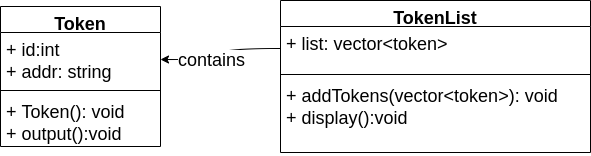 Token
+ id:int
+ addr: string
+ Token(): void
+ output():void
contains
TokenList
+ list: vector<token>
+ addTokens(vector<token>): void
+ display():void